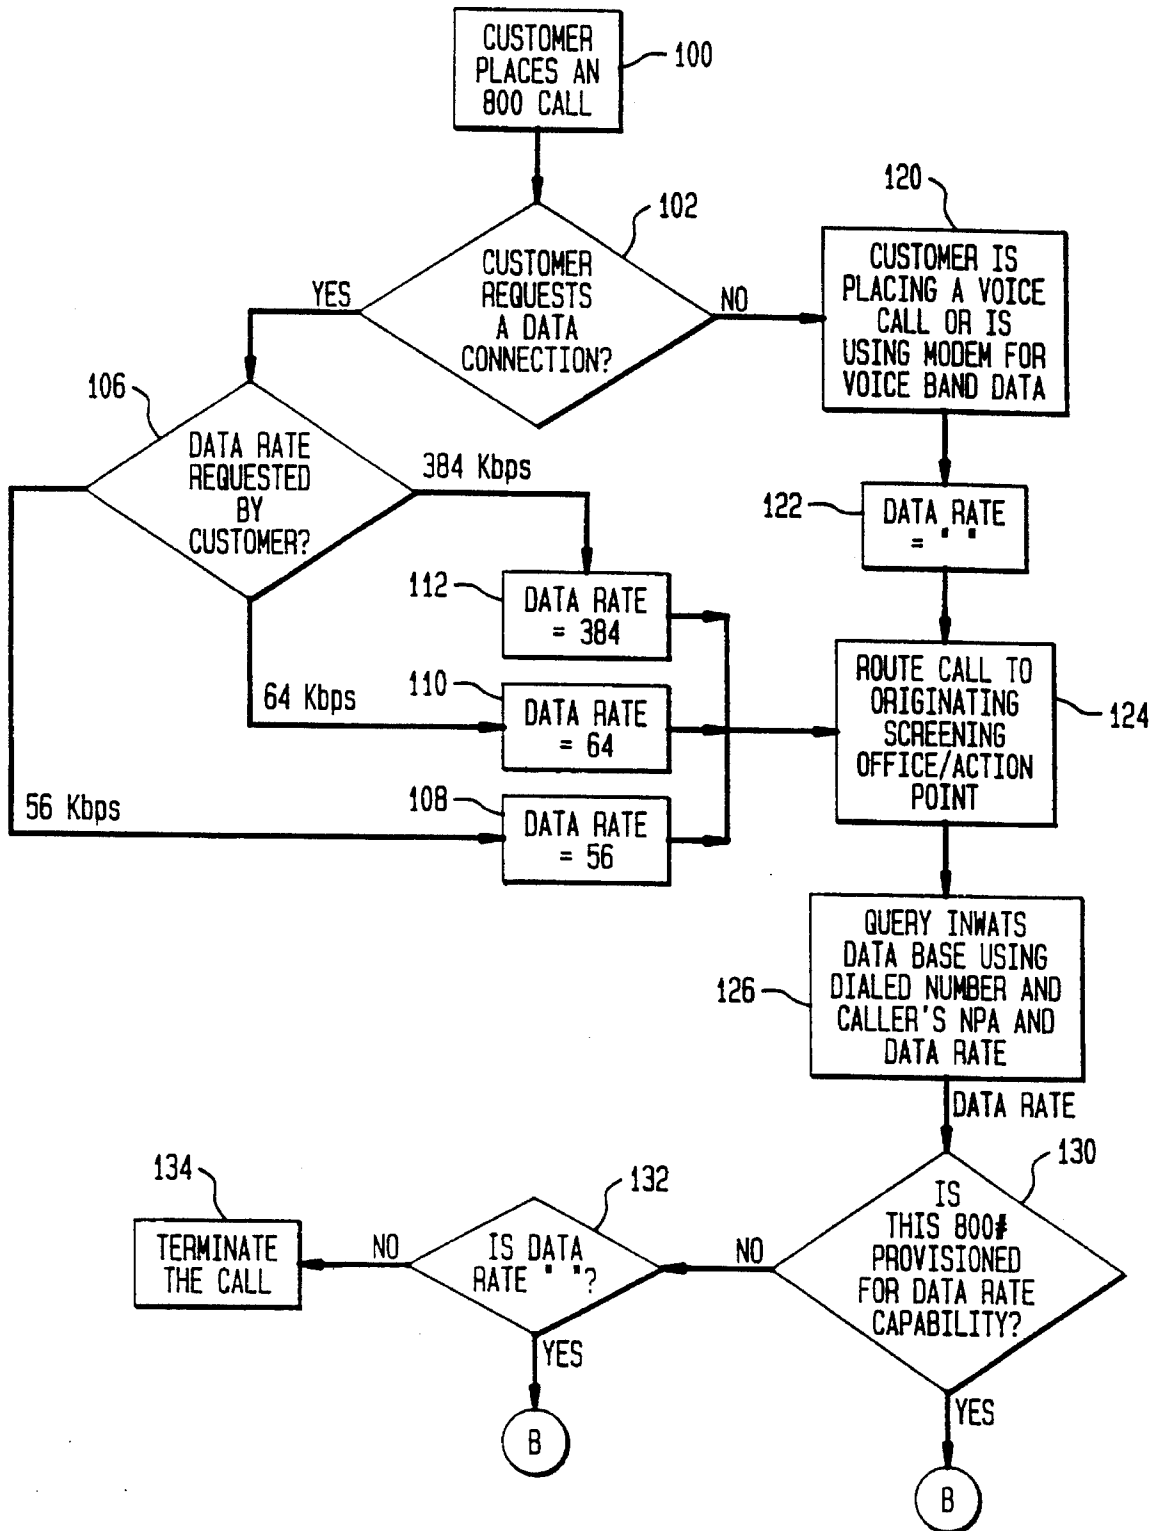 CUSTOMER
PLACES AN
800 CALL
100
102
CUSTOMER
REQUESTS
A DATA
CONNECTION?
YES
NO
120
CUSTOMER IS
PLACING A VOICE
CALL OR IS
USING MODEM FOR
VOICE BAND DATA
106
DATA RATE
REQUESTED
BY
CUSTOMER?
384 Kbps
122
DATA RATE
= " "
112
DATA RATE
= 384
64 Kbps
110
DATA RATE
= 64
56 Kbps
108
DATA RATE
= 56
ROUTE CALL TO
ORIGINATING
SCREENING
OFFICE/ACTION
POINT
124
QUERY INWATS
DATA BASE USING
DIALED NUMBER AND
CALLER'S NPA AND
DATA RATE
126
DATA RATE
130
IS
THIS 800#
PROVISIONED
FOR DATA RATE
CAPABILITY?
NO
YES
B
132
IS DATA
RATE " "?
NO
YES
B
134
TERMINATE
THE CALL